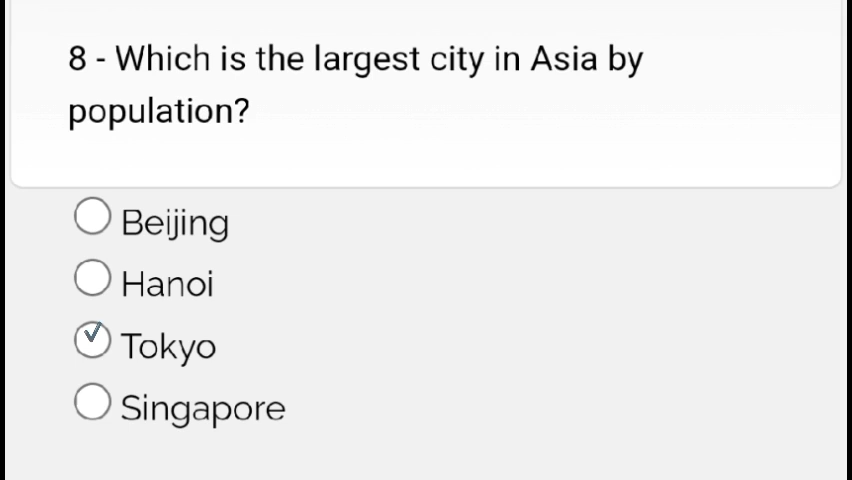 8 - Which is the largest city in Asia by
population?
Beijing
Hanoi
Tokyo
Singapore